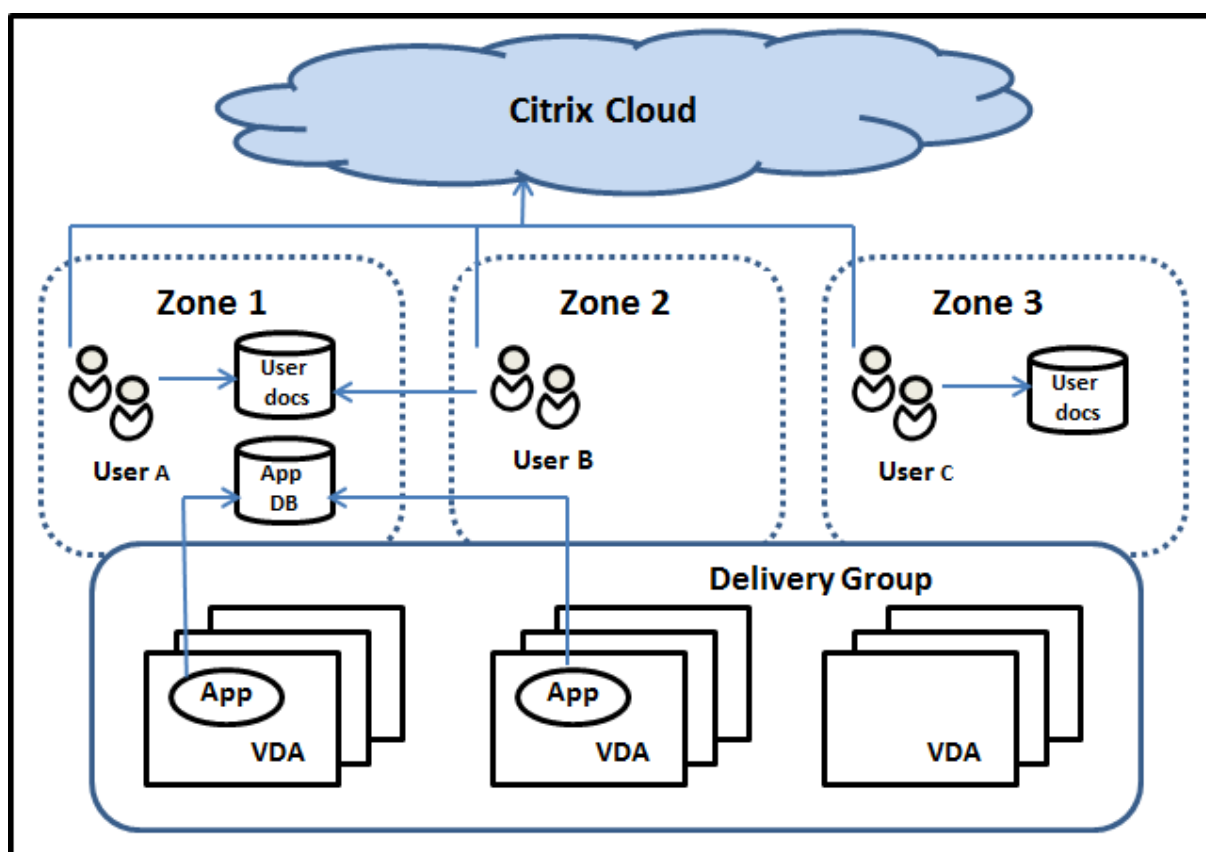 Citrix Cloud
Zone 1
Zone 2
Zone 3
User
docs
User
docs
User A
App
DB
User B
User C
Delivery Group
App
VDA
App
VDA
VDA